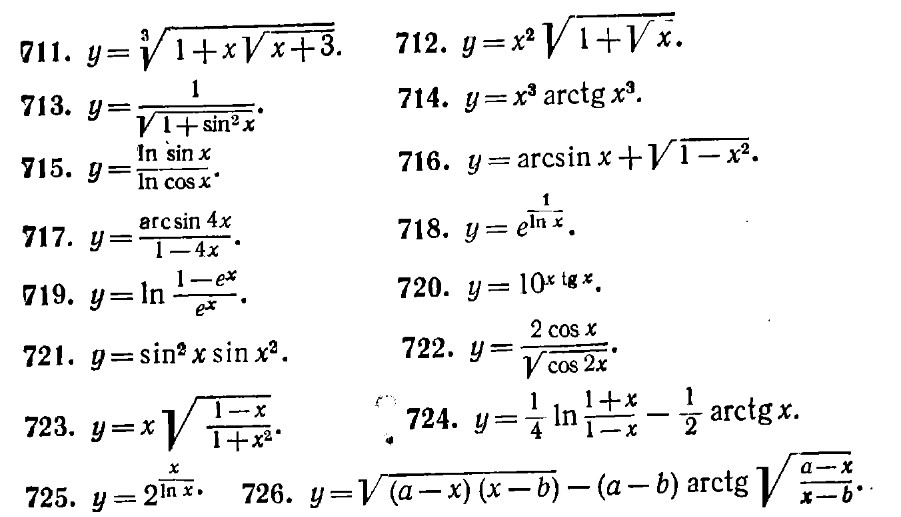 711. y = ∛(1 + x√(x+3)).   712. y = x² √(1 + √x).
713. y = 1/√(1 + sin² x).   714. y = x³ arctg x³.
715. y = ln sin x / ln cos x.   716. y = arcsin x + √(1 − x²).
717. y = arcsin 4x / (1 − 4x).   718. y = e^(1/ln x).
719. y = ln (1 − eˣ)/eˣ.   720. y = 10^(x tg x).
721. y = sin² x sin x².   722. y = 2 cos x / √(cos 2x).
723. y = x √((1 − x)/(1 + x²)).   724. y = 1/4 ln (1 + x)/(1 − x) − 1/2 arctg x.
725. y = 2^(x/ln x).   726. y = √((a − x)(x − b)) − (a − b) arctg √((a − x)/(x − b)).